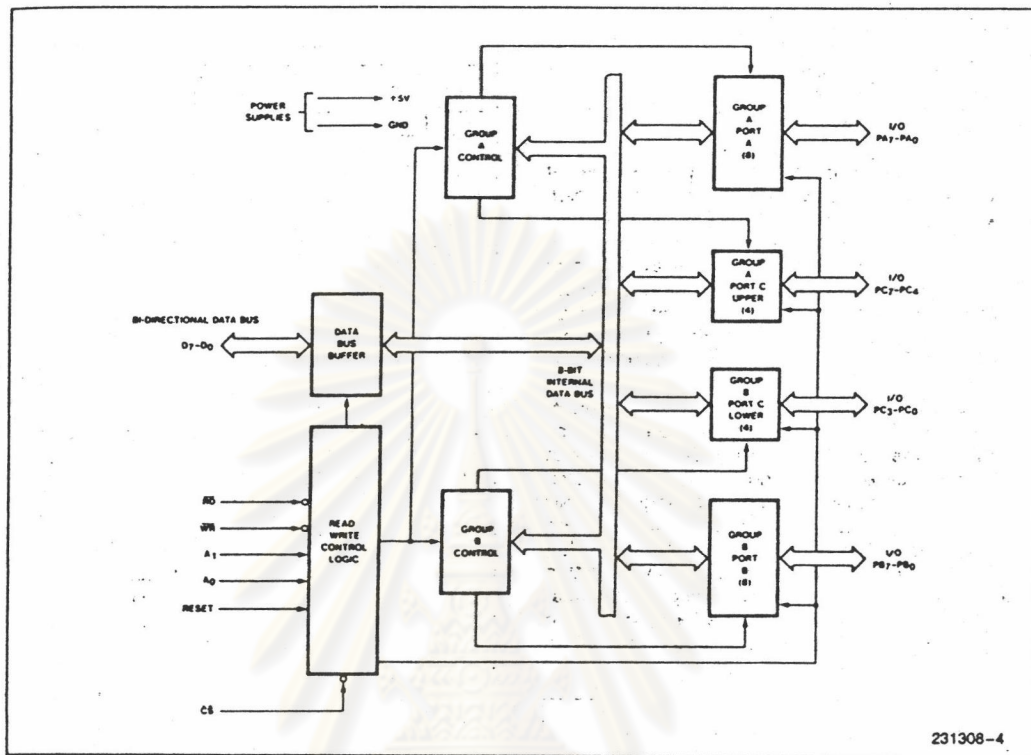 POWER
SUPPLIES
+5V
GND
GROUP
A
CONTROL
GROUP
A
PORT
A
(8)
I/O
PA7-PA0
GROUP
A
PORT C
UPPER
(4)
I/O
PC7-PC4
BI-DIRECTIONAL DATA BUS
D7-D0
DATA
BUS
BUFFER
8-BIT
INTERNAL
DATA BUS
GROUP
B
PORT C
LOWER
(4)
I/O
PC3-PC0
RD
WR
A1
A0
RESET
CS
READ
WRITE
CONTROL
LOGIC
GROUP
B
CONTROL
GROUP
B
PORT
B
(8)
I/O
PB7-PB0
231308-4